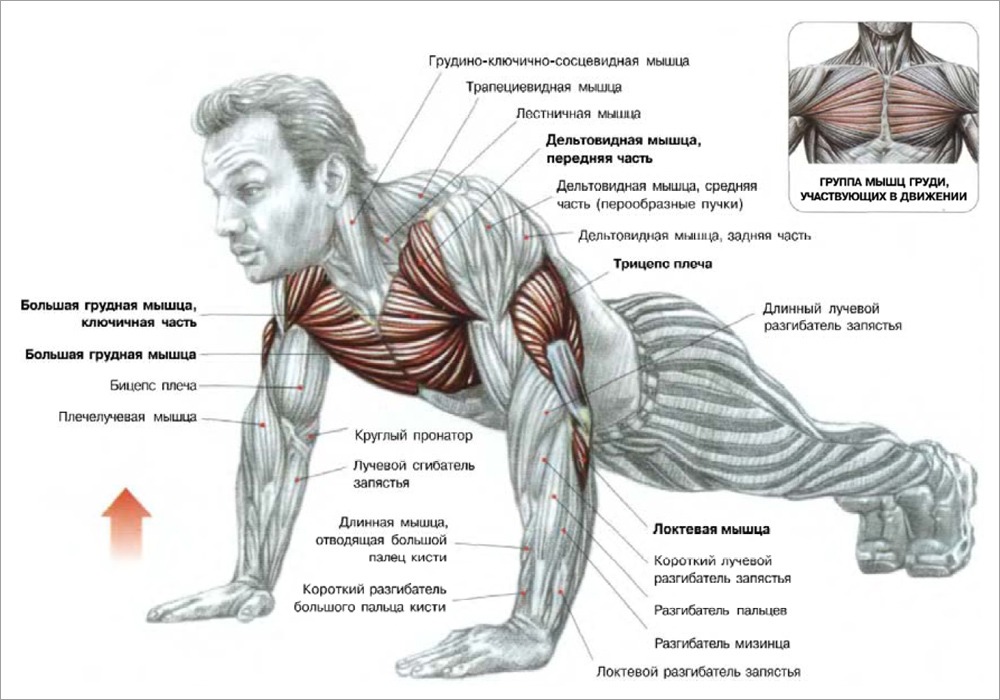 Грудино-ключично-сосцевидная мышца
Трапециевидная мышца
Лестничная мышца
Дельтовидная мышца,
передняя часть
Дельтовидная мышца, средняя
часть (перообразные пучки)
Дельтовидная мышца, задняя часть
Трицепс плеча
Длинный лучевой
разгибатель запястья
ГРУППА МЫШЦ ГРУДИ,
УЧАСТВУЮЩИХ В ДВИЖЕНИИ
Большая грудная мышца,
ключичная часть
Большая грудная мышца
Бицепс плеча
Плечелучевая мышца
Круглый пронатор
Лучевой сгибатель
запястья
Длинная мышца,
отводящая большой
палец кисти
Короткий разгибатель
большого пальца кисти
Локтевая мышца
Короткий лучевой
разгибатель запястья
Разгибатель пальцев
Разгибатель мизинца
Локтевой разгибатель запястья